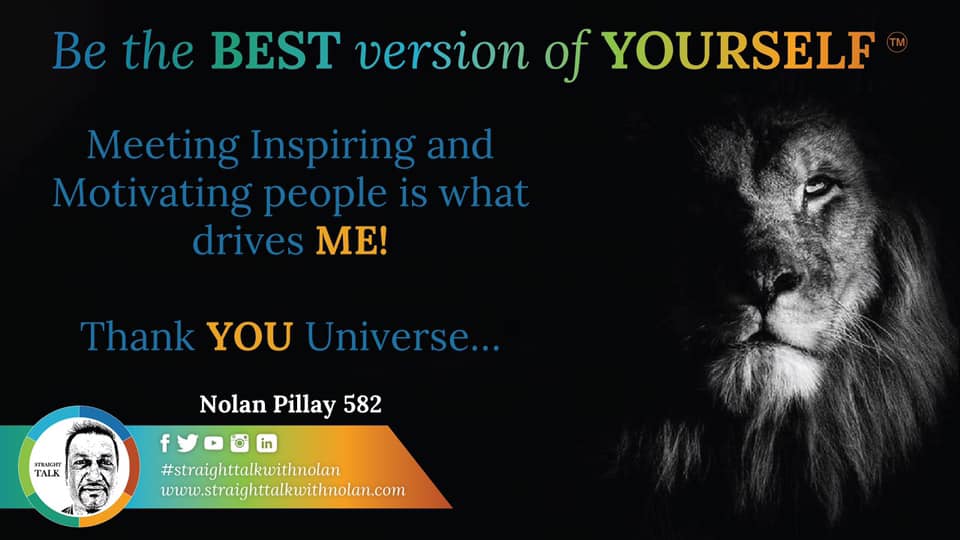 Be the BEST version of YOURSELF ™
Meeting Inspiring and
Motivating people is what
drives ME!
Thank YOU Universe...
Nolan Pillay 582
STRAIGHT
TALK
#straighttalkwithnolan
www.straighttalkwithnolan.com